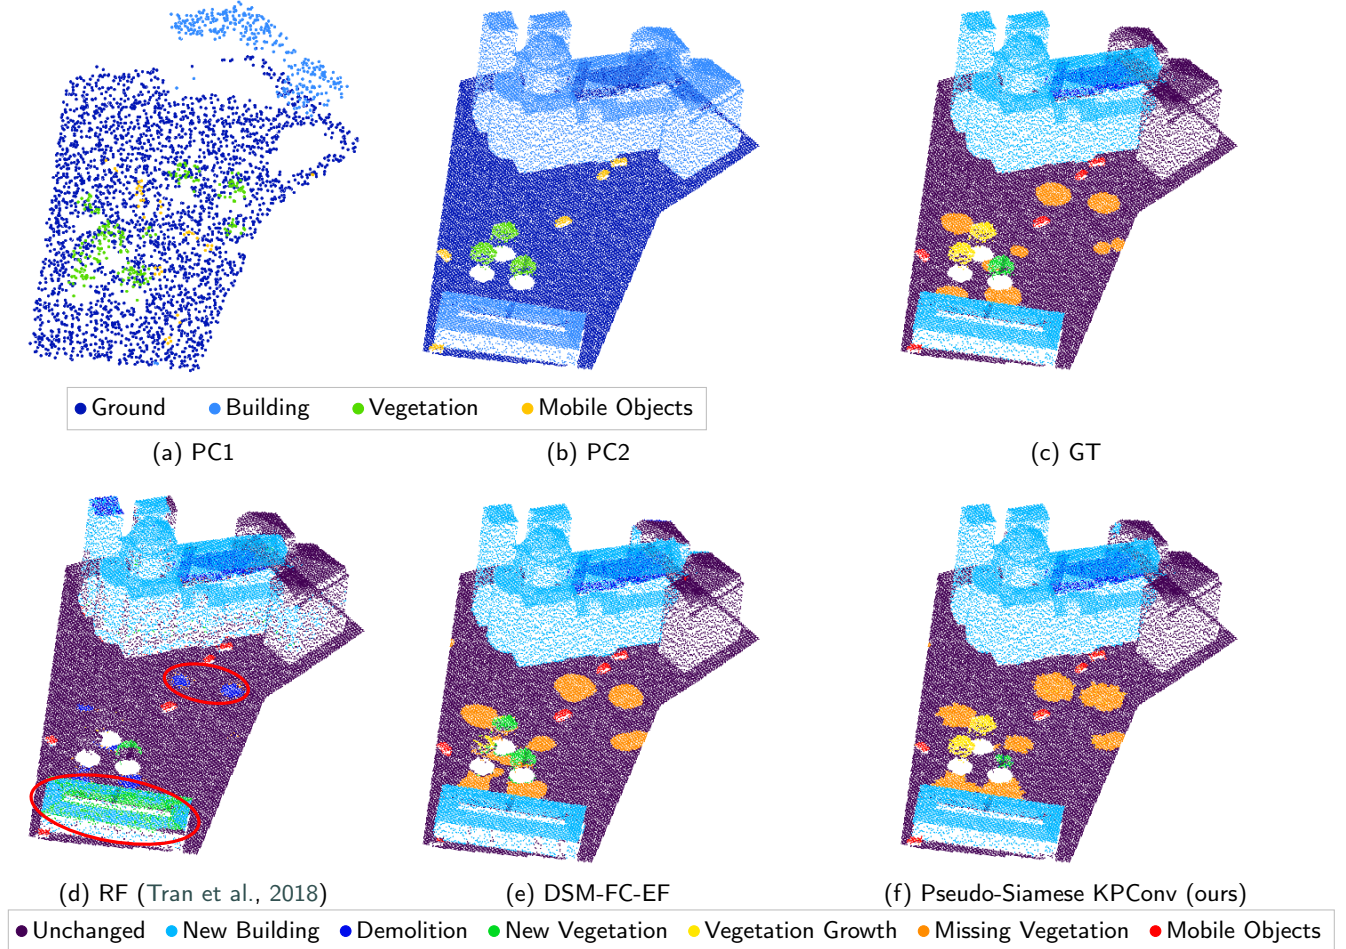 Ground Building Vegetation Mobile Objects
(a) PC1 (b) PC2 (c) GT
(d) RF (Tran et al., 2018) (e) DSM-FC-EF (f) Pseudo-Siamese KPConv (ours)
Unchanged New Building Demolition New Vegetation Vegetation Growth Missing Vegetation Mobile Objects